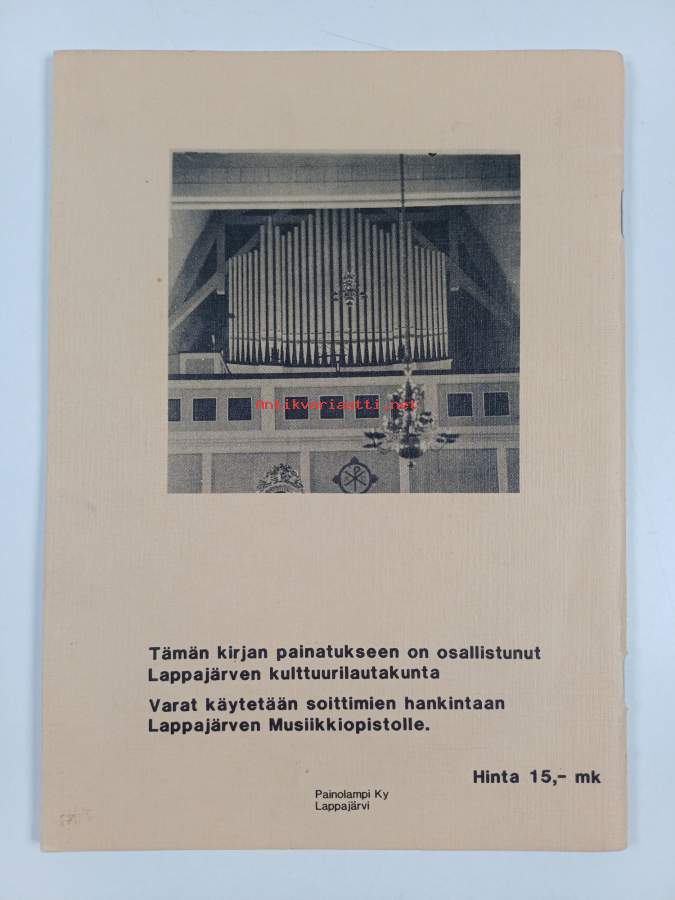 Antikvariaatti.net
Tämän kirjan painatukseen on osallistunut
Lappajärven kulttuurilautakunta
Varat käytetään soittimien hankintaan
Lappajärven Musiikkiopistolle.
Hinta 15,- mk
Painolampi Ky
Lappajärvi